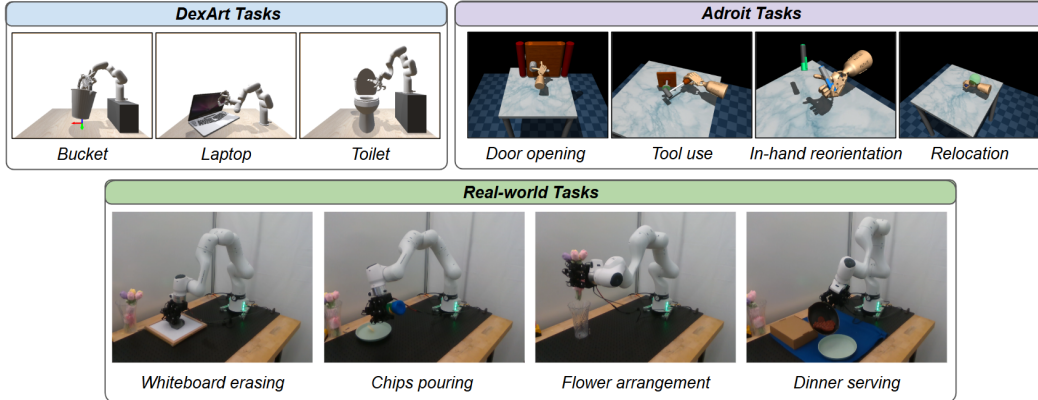 DexArt Tasks
Bucket
Laptop
Toilet
Adroit Tasks
Door opening
Tool use
In-hand reorientation
Relocation
Real-world Tasks
Whiteboard erasing
Chips pouring
Flower arrangement
Dinner serving